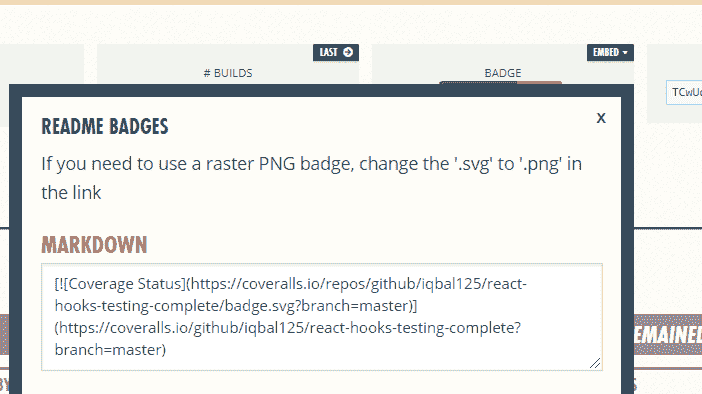 LAST
EMBED
# BUILDS
BADGE
TCwU
README BADGES
X
If you need to use a raster PNG badge, change the '.svg' to '.png' in
the link
MARKDOWN
[![Coverage Status](https://coveralls.io/repos/github/iqbal125/react-
hooks-testing-complete/badge.svg?branch=master)]
(https://coveralls.io/github/iqbal125/react-hooks-testing-complete?
branch=master)
EMAINED
BY
S